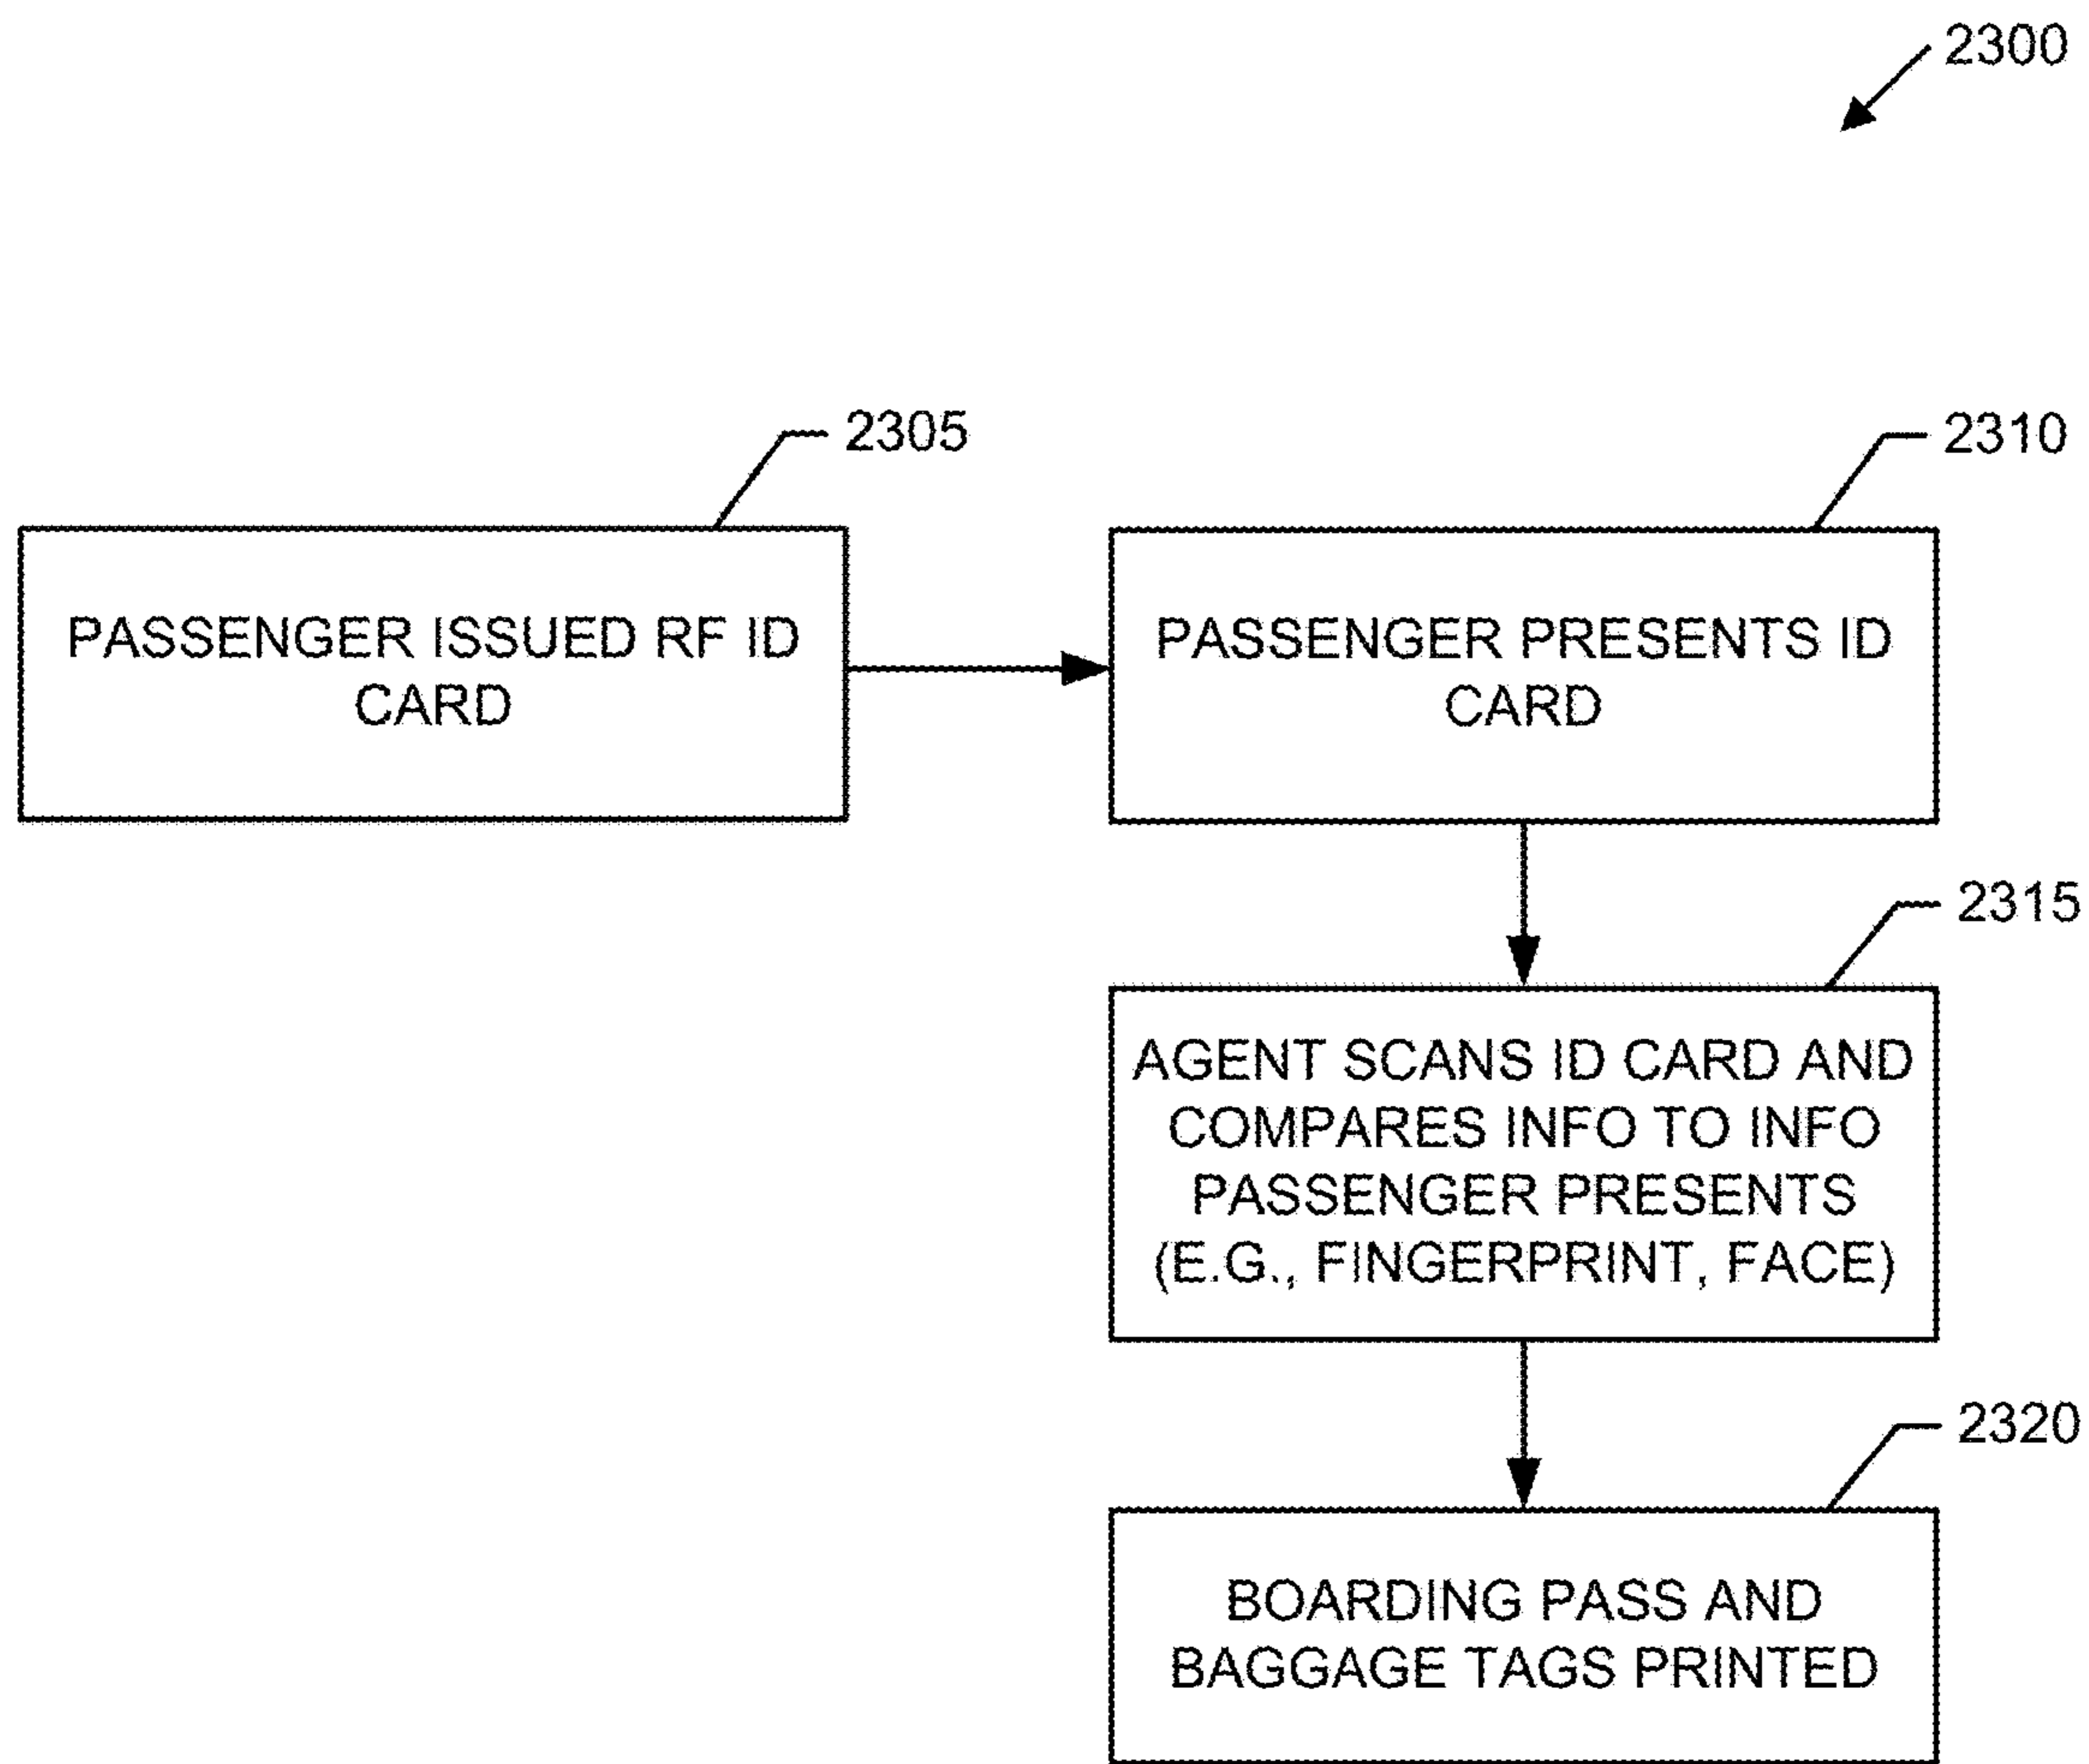 2300
2305
PASSENGER ISSUED RF ID
CARD
2310
PASSENGER PRESENTS ID
CARD
2315
AGENT SCANS ID CARD AND
COMPARES INFO TO INFO
PASSENGER PRESENTS
(E.G., FINGERPRINT, FACE)
2320
BOARDING PASS AND
BAGGAGE TAGS PRINTED